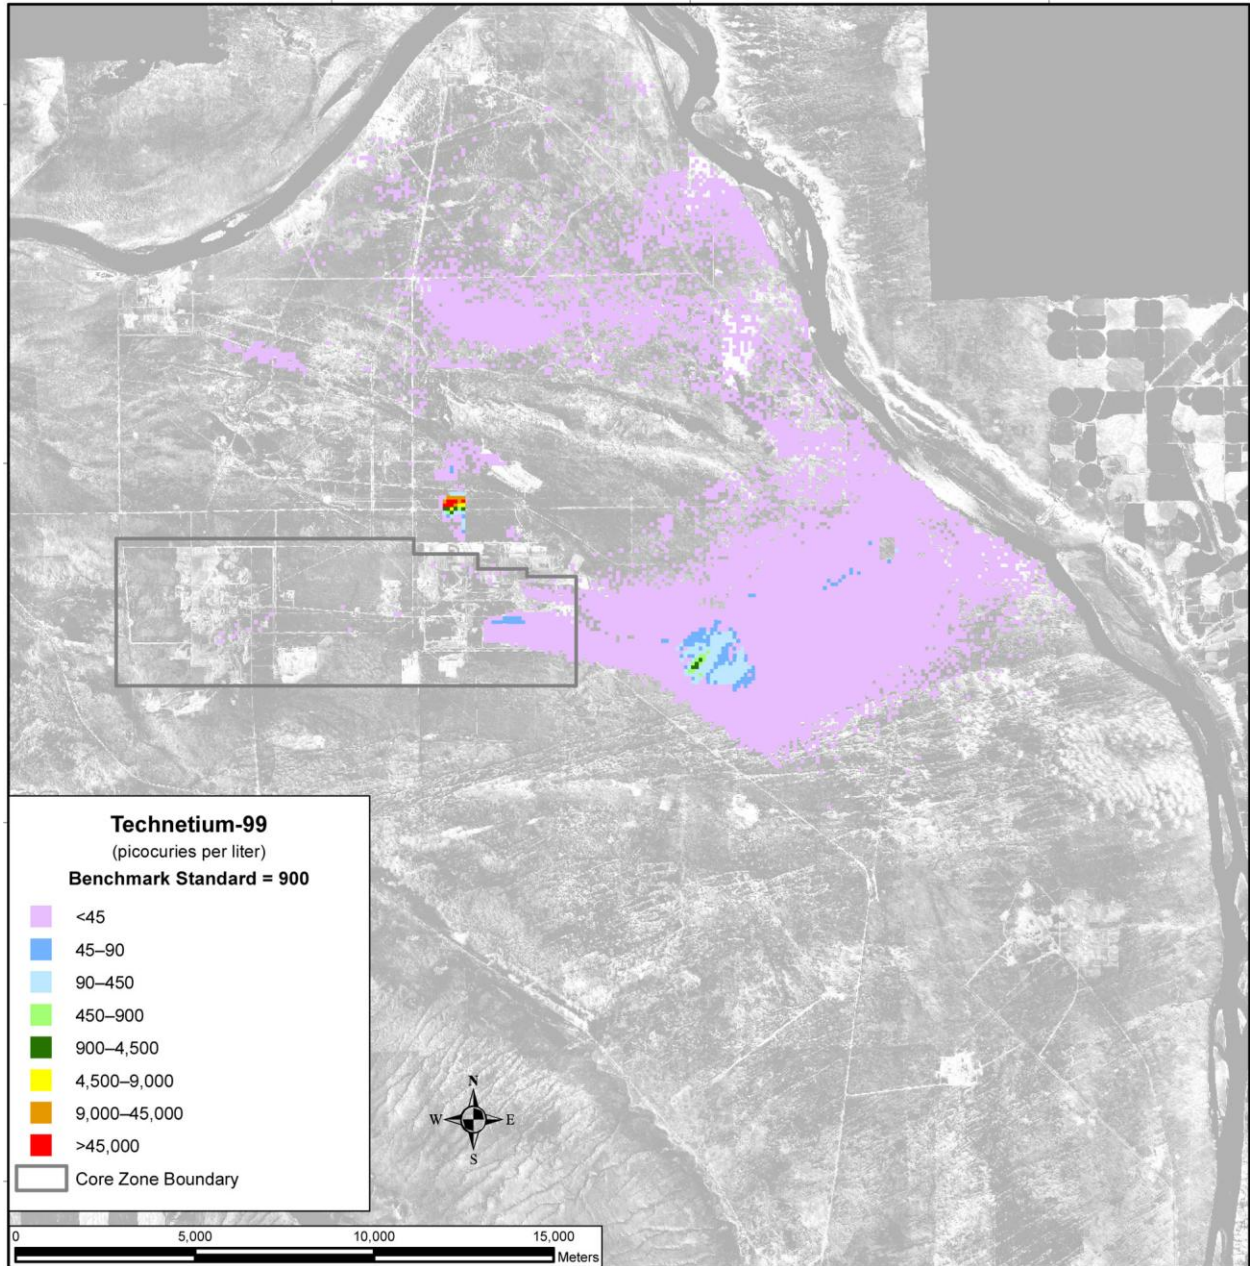 N
W E
S
Technetium-99
(picocuries per liter)
Benchmark Standard = 900
<45
45–90
90–450
450–900
900–4,500
4,500–9,000
9,000–45,000
>45,000
Core Zone Boundary
0 5,000 10,000 15,000
Meters